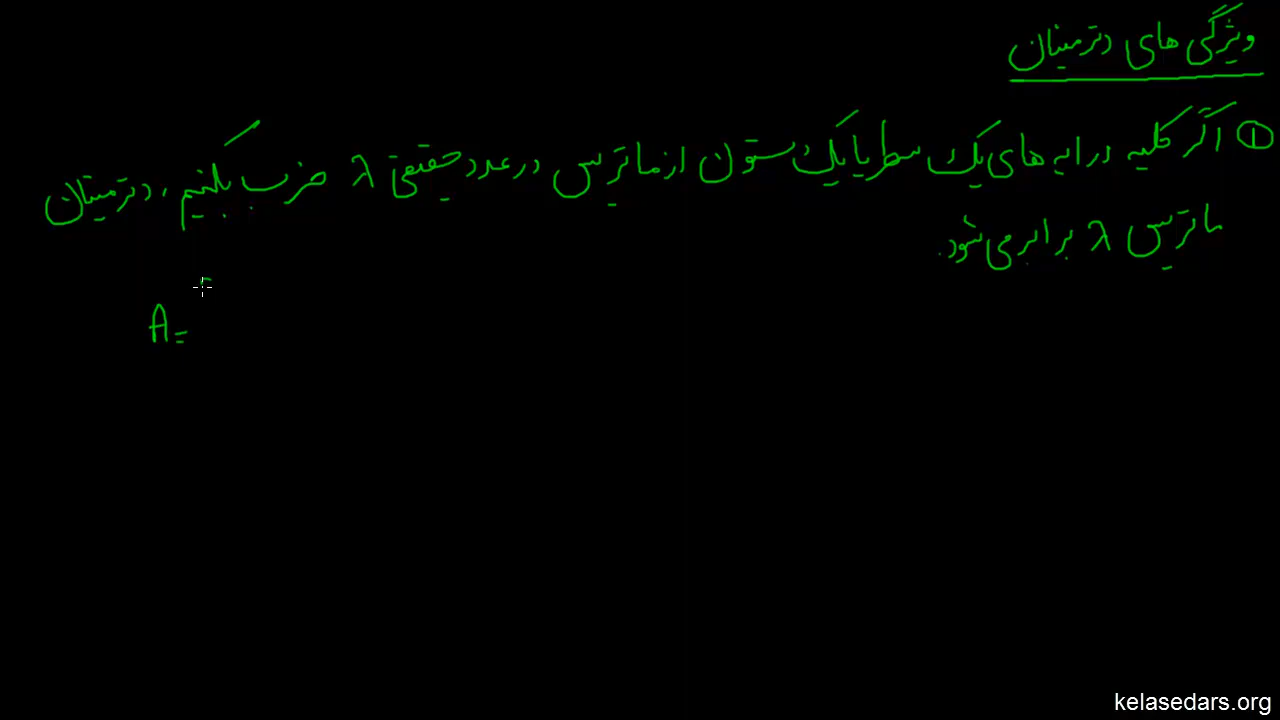 ویژگی های دترمینان
① اگر کلیه درایه های یک سطر یا یک ستون از ماتریس در عدد حقیقی λ ضرب بکنیم، دترمینان
ماتریس λ برابر می شود.
A=
kelasedars.org